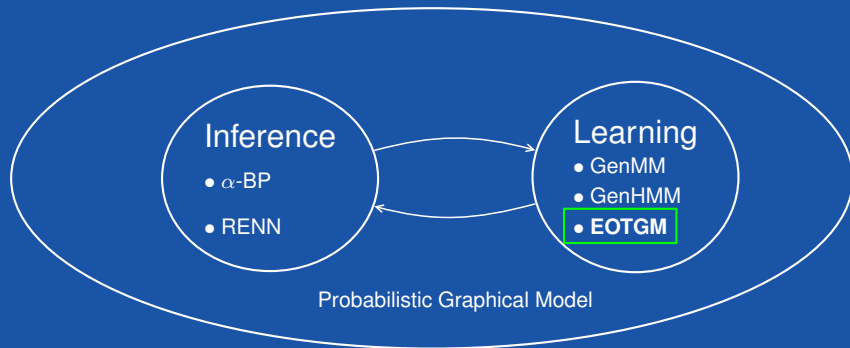 Inference
● α-BP
● RENN
Learning
● GenMM
● GenHMM
● EOTGM
Probabilistic Graphical Model